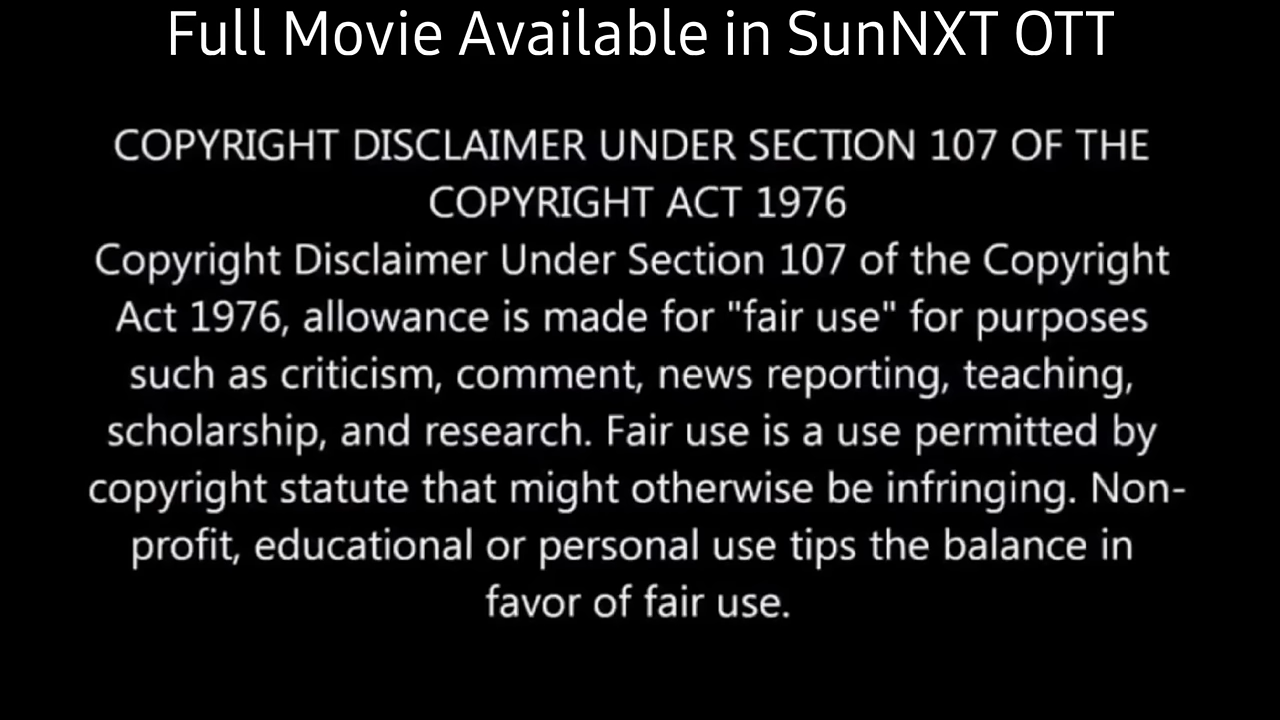 Full Movie Available in SunNXT OTT
COPYRIGHT DISCLAIMER UNDER SECTION 107 OF THE
COPYRIGHT ACT 1976
Copyright Disclaimer Under Section 107 of the Copyright
Act 1976, allowance is made for "fair use" for purposes
such as criticism, comment, news reporting, teaching,
scholarship, and research. Fair use is a use permitted by
copyright statute that might otherwise be infringing. Non-
profit, educational or personal use tips the balance in
favor of fair use.